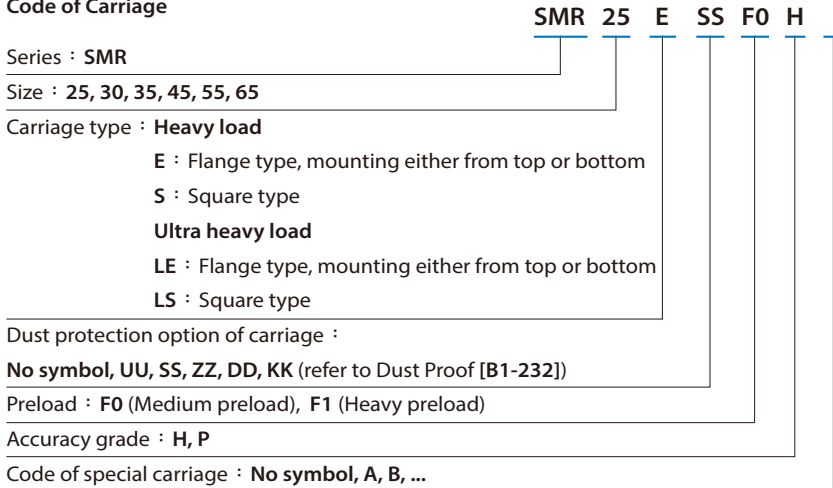 Code of Carriage
SMR 25 E SS F0 H
Series : SMR
Size : 25, 30, 35, 45, 55, 65
Carriage type : Heavy load
E : Flange type, mounting either from top or bottom
S : Square type
Ultra heavy load
LE : Flange type, mounting either from top or bottom
LS : Square type
Dust protection option of carriage :
No symbol, UU, SS, ZZ, DD, KK (refer to Dust Proof [B1-232])
Preload : F0 (Medium preload), F1 (Heavy preload)
Accuracy grade : H, P
Code of special carriage : No symbol, A, B, ...